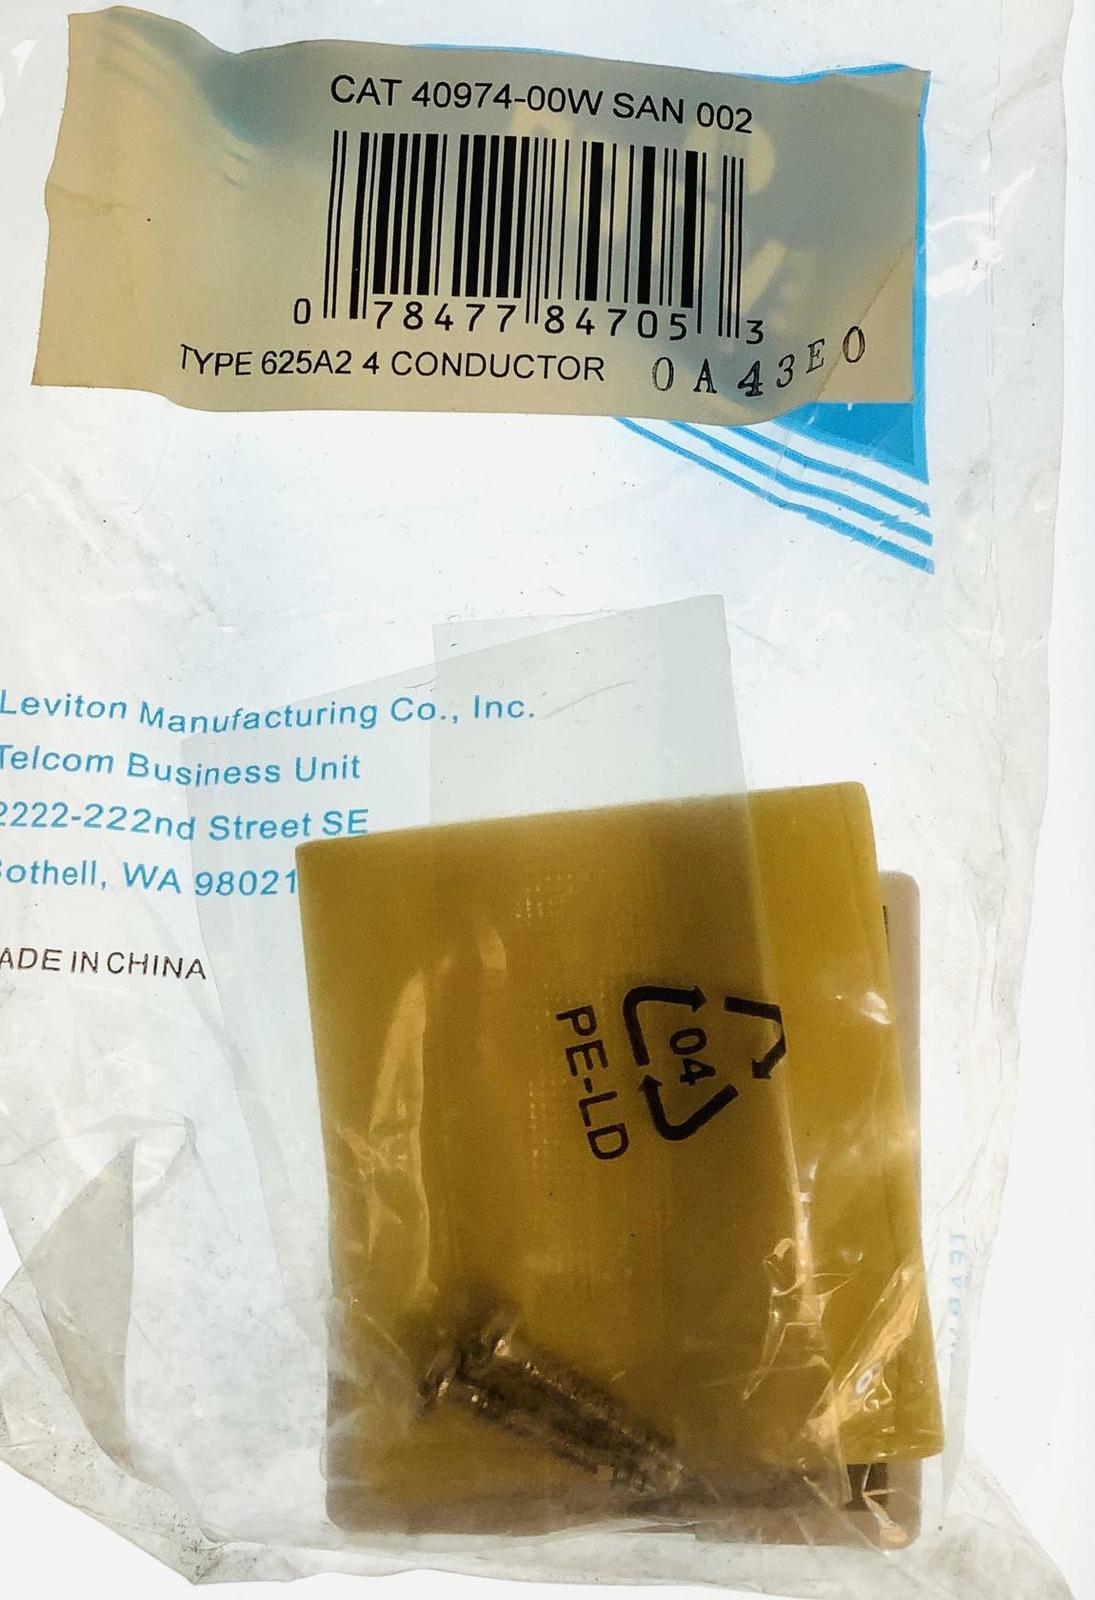 CAT 40974-00W SAN 002
0 78477 84705 3
TYPE 625A2 4 CONDUCTOR 0A43E0
Leviton Manufacturing Co., Inc.
Telcom Business Unit
2222-222nd Street SE
othell, WA 98021
ADE IN CHINA
04
PE-LD